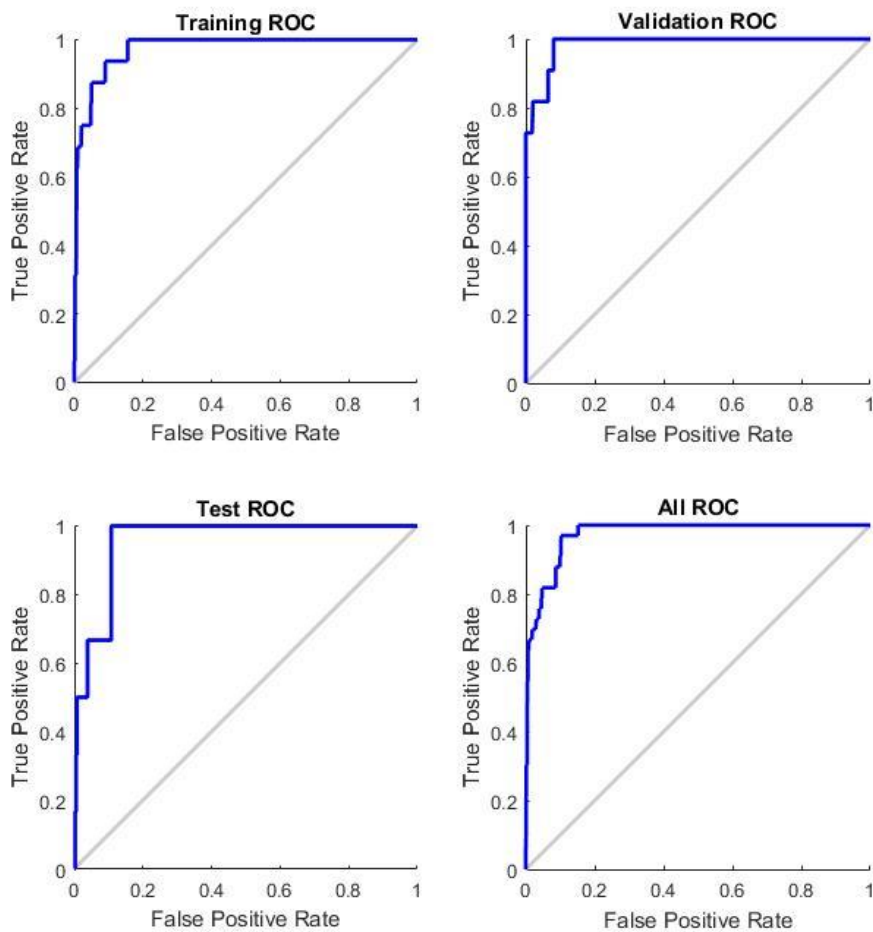 Training ROC
1
0.8
0.6
0.4
0.2
0
True Positive Rate
0 0.2 0.4 0.6 0.8 1
False Positive Rate
Validation ROC
1
0.8
0.6
0.4
0.2
0
True Positive Rate
0 0.2 0.4 0.6 0.8 1
False Positive Rate
Test ROC
1
0.8
0.6
0.4
0.2
0
True Positive Rate
0 0.2 0.4 0.6 0.8 1
False Positive Rate
All ROC
1
0.8
0.6
0.4
0.2
0
True Positive Rate
0 0.2 0.4 0.6 0.8 1
False Positive Rate